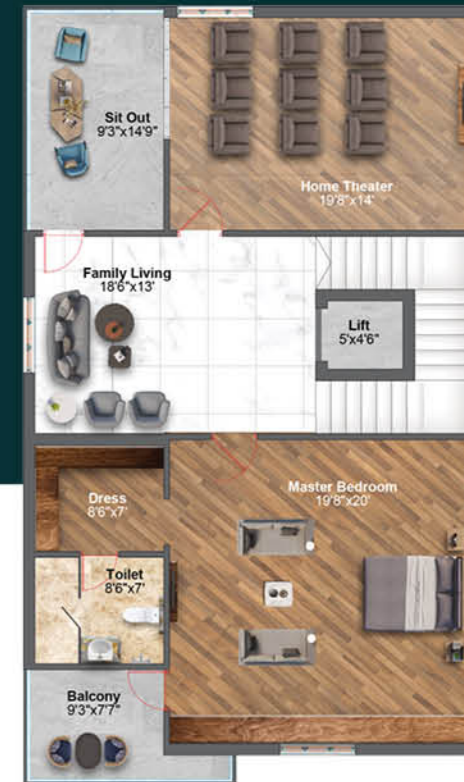 Sit Out
9'3"x14'9"
Home Theater
19'8"x14'
Family Living
18'6"x13'
Lift
5'x4'6"
Dress
8'6"x7'
Master Bedroom
19'8"x20'
Toilet
8'6"x7'
Balcony
9'3"x7'7"